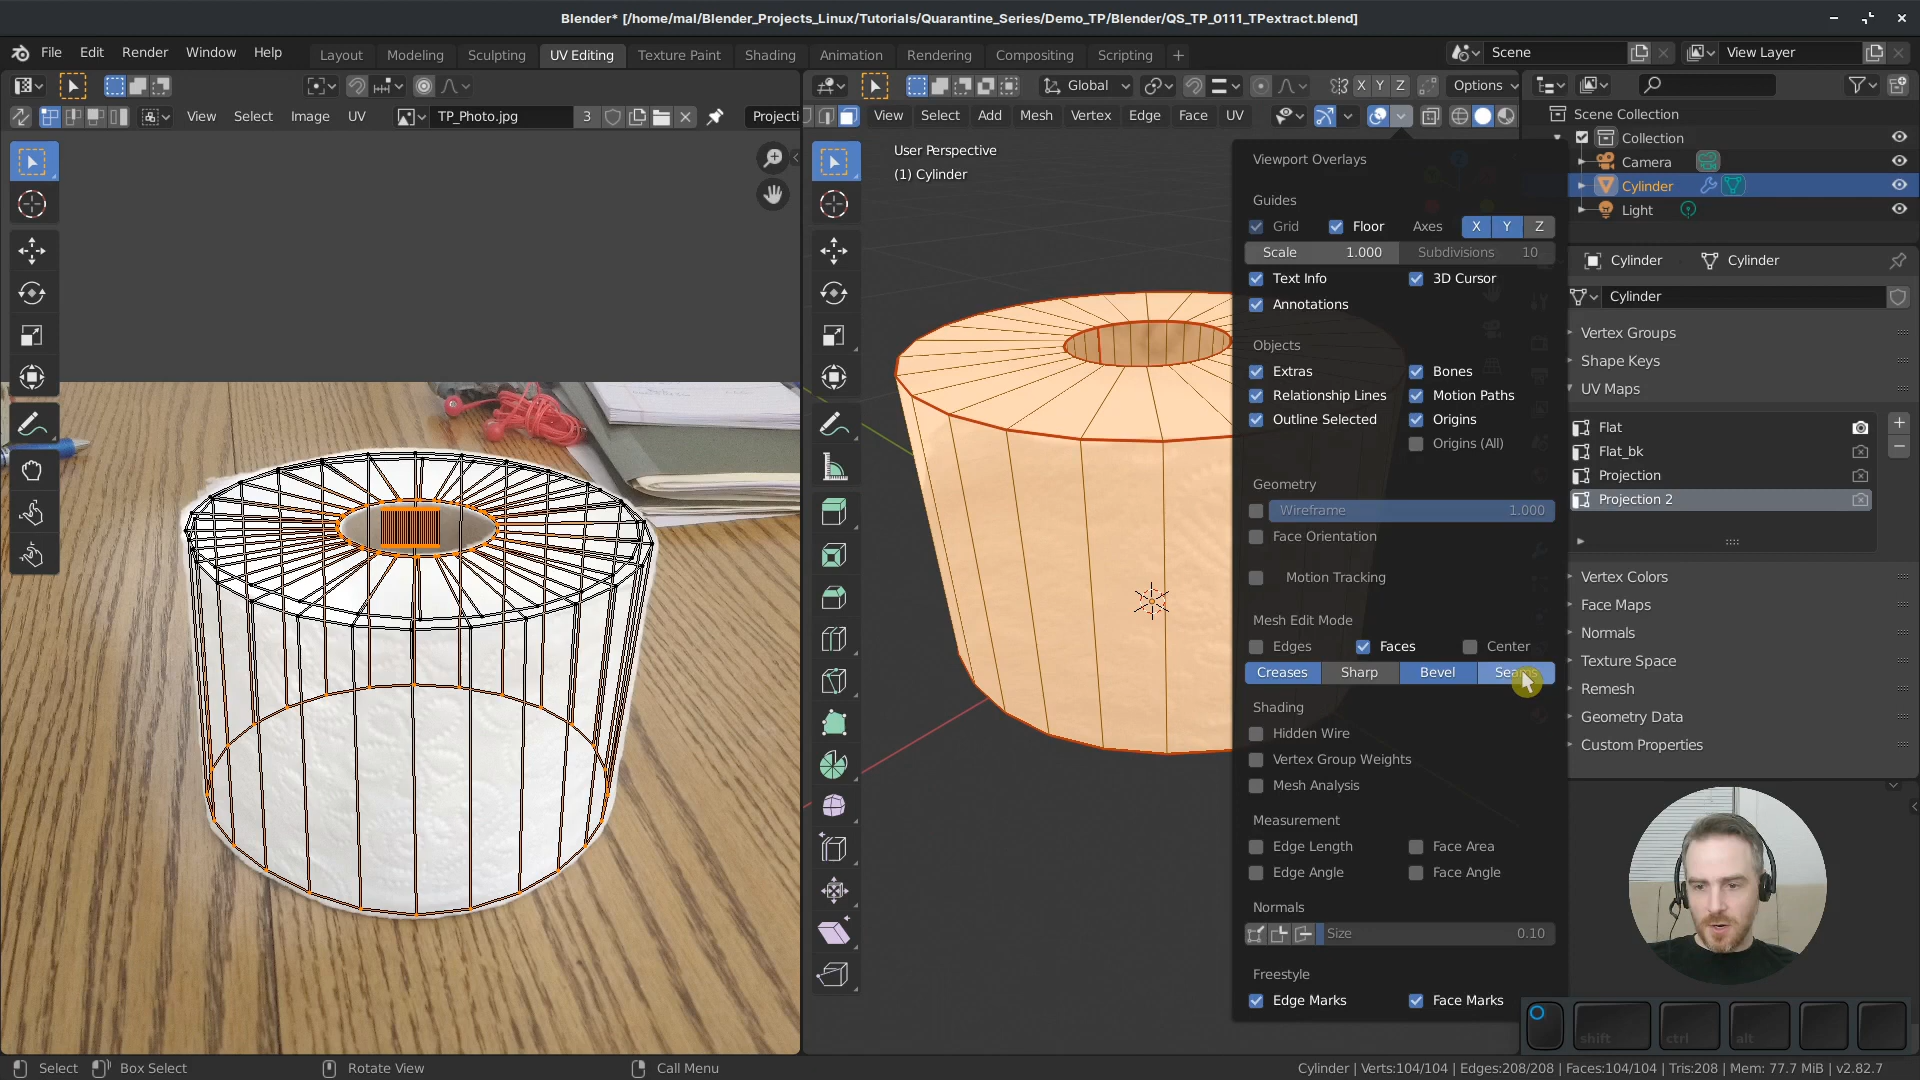 Blender* [/home/mal/Blender_Projects_Linux/Tutorials/Quarantine_Series/Demo_TP/Blender/QS_TP_0111_TPextract.blend]
File Edit Render Window Help
Layout Modeling Sculpting UV Editing Texture Paint Shading Animation Rendering Compositing Scripting +
Scene
View Layer
Global
X Y Z
Options
View Select Image UV
TP_Photo.jpg
3
Projecti
View Select Add Mesh Vertex Edge Face UV
User Perspective
(1) Cylinder
Viewport Overlays
Guides
Grid Floor Axes X Y Z
Scale 1.000 Subdivisions 10
Text Info 3D Cursor
Annotations
Objects
Extras Bones
Relationship Lines Motion Paths
Outline Selected Origins
Origins (All)
Geometry
Wireframe 1.000
Face Orientation
Motion Tracking
Mesh Edit Mode
Edges Faces Center
Creases Sharp Bevel
Shading
Hidden Wire
Vertex Group Weights
Mesh Analysis
Measurement
Edge Length Face Area
Edge Angle Face Angle
Normals
Size 0.10
Freestyle
Edge Marks Face Marks
Scene Collection
Collection
Camera
Cylinder
Light
Cylinder Cylinder
Cylinder
Vertex Groups
Shape Keys
UV Maps
Flat
Flat_bk
Projection
Projection 2
Vertex Colors
Face Maps
Normals
Texture Space
Remesh
Geometry Data
Custom Properties
shift ctrl alt
Select Box Select Rotate View Call Menu
Cylinder | Verts:104/104 | Edges:208/208 | Faces:104/104 | Tris:208 | Mem: 77.7 MiB | v2.82.7